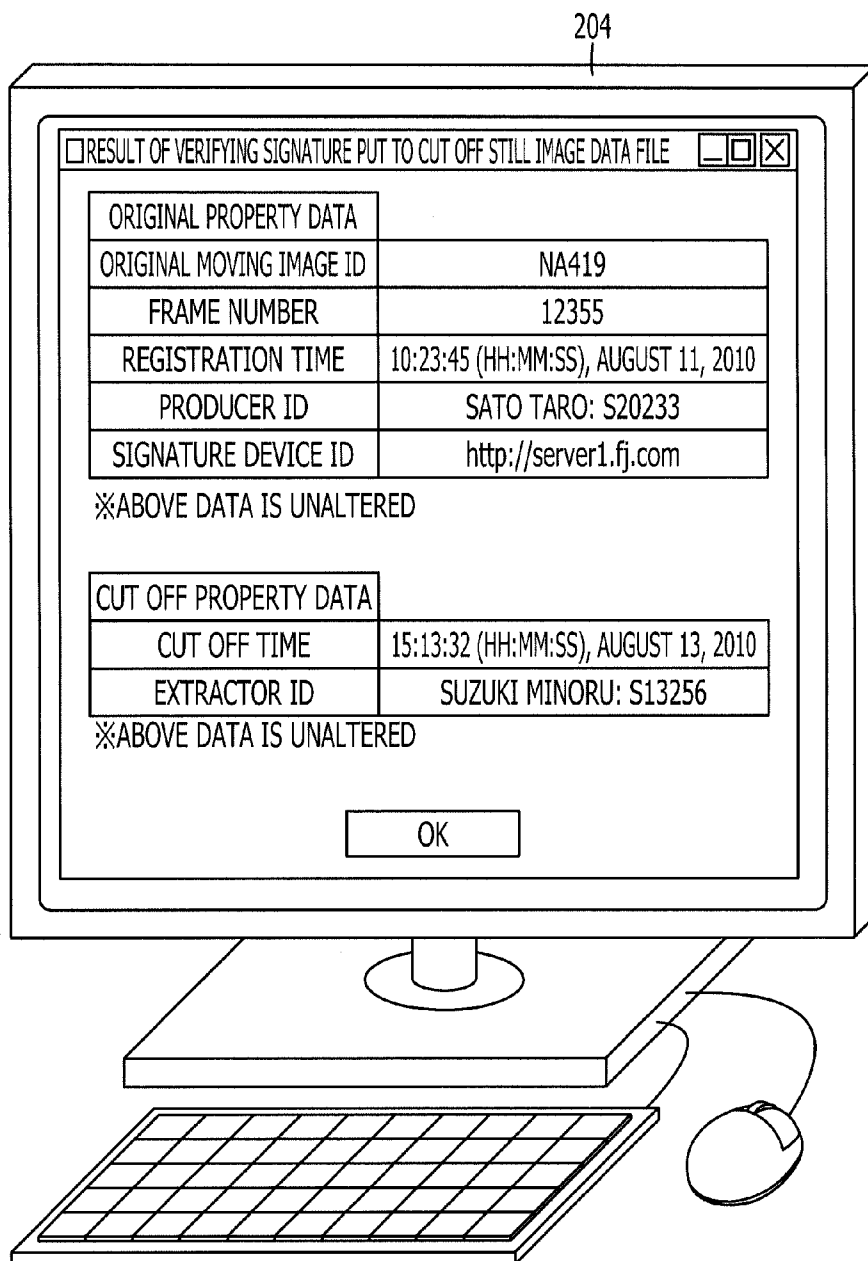 204
□RESULT OF VERIFYING SIGNATURE PUT TO CUT OFF STILL IMAGE DATA FILE
ORIGINAL PROPERTY DATA
ORIGINAL MOVING IMAGE ID NA419
FRAME NUMBER 12355
REGISTRATION TIME 10:23:45 (HH:MM:SS), AUGUST 11, 2010
PRODUCER ID SATO TARO: S20233
SIGNATURE DEVICE ID http://server1.fj.com
※ABOVE DATA IS UNALTERED
CUT OFF PROPERTY DATA
CUT OFF TIME 15:13:32 (HH:MM:SS), AUGUST 13, 2010
EXTRACTOR ID SUZUKI MINORU: S13256
※ABOVE DATA IS UNALTERED
OK